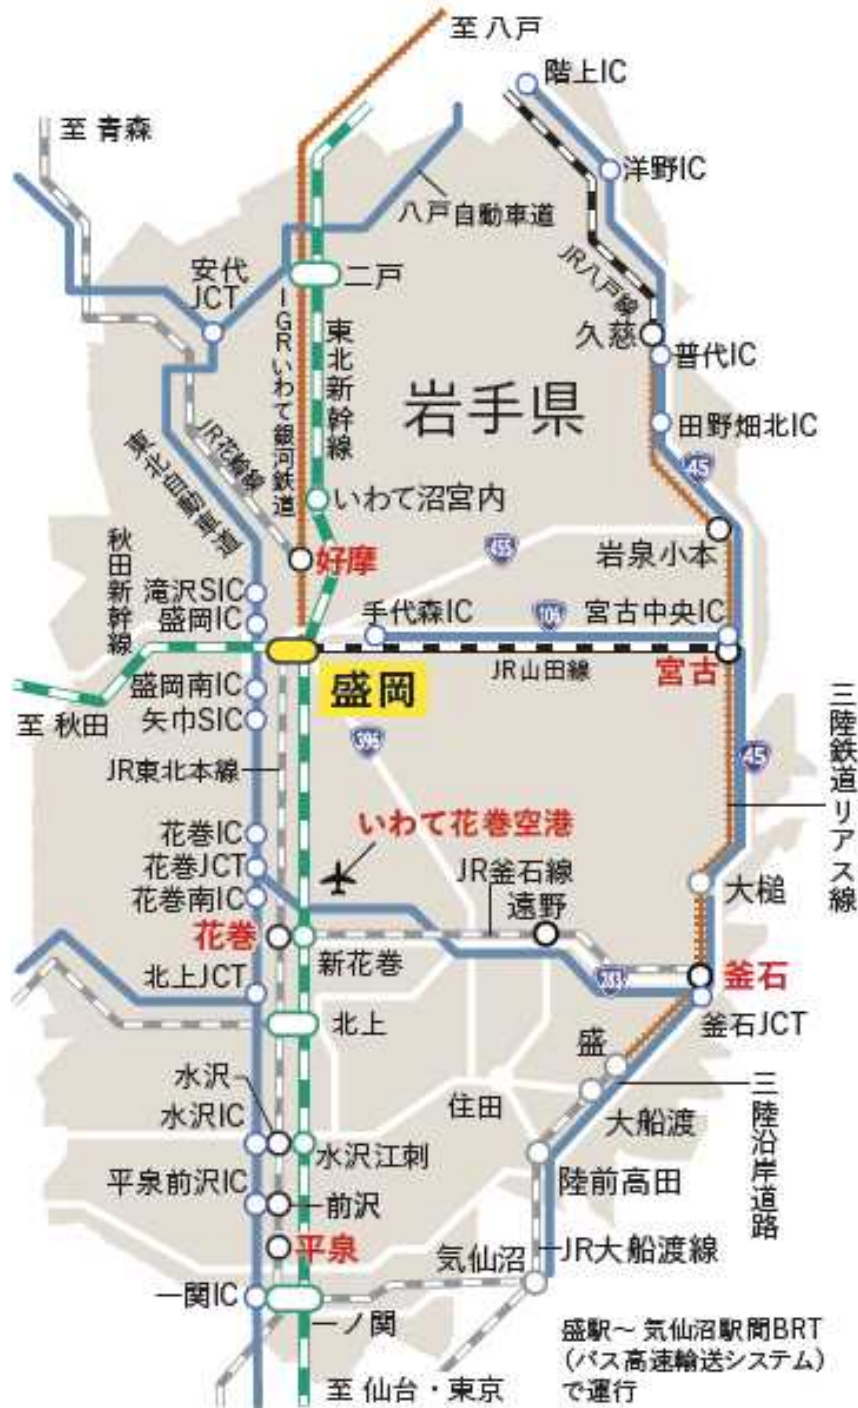 至 八戸
階上IC
至 青森
洋野IC
八戸自動車道
安代
JCT
二戸
JR八戸線
久慈
普代IC
IGRいわて銀河鉄道
東北新幹線
岩手県
田野畑北IC
JR花輪線
東北自動車道
45
いわて沼宮内
岩泉小本
455
秋田新幹線
好摩
滝沢SIC
盛岡IC
手代森IC
106
宮古中央IC
JR山田線
宮古
盛岡
盛岡南IC
至 秋田
矢巾SIC
396
45
三陸鉄道リアス線
JR東北本線
いわて花巻空港
花巻IC
花巻JCT
花巻南IC
JR釜石線
大槌
遠野
花巻
新花巻
北上JCT
283
釜石
釜石JCT
北上
盛
水沢
住田
大船渡
三陸沿岸道路
水沢IC
水沢江刺
平泉前沢IC
前沢
陸前高田
平泉
気仙沼
JR大船渡線
一関IC
一ノ関
盛駅～気仙沼駅間BRT
（バス高速輸送システム）
で運行
至 仙台・東京